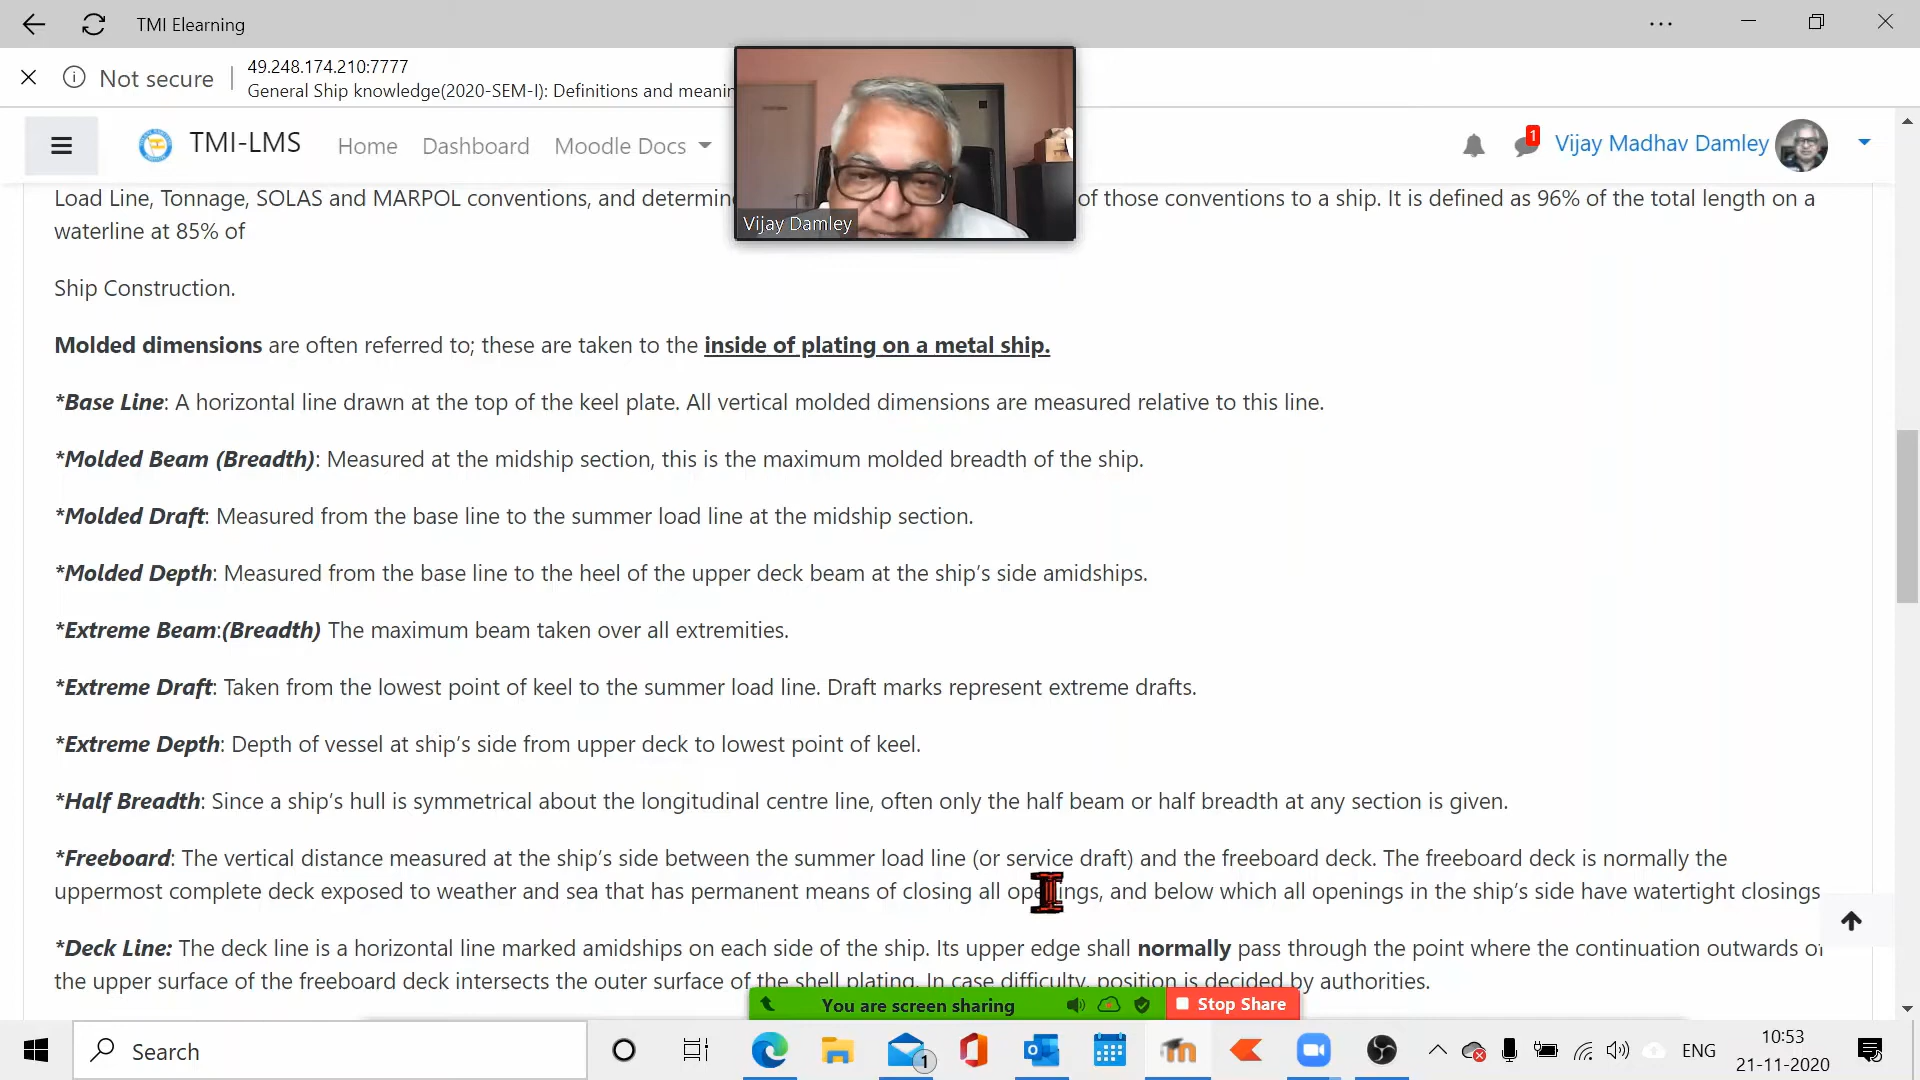 TMI Elearning
Not secure
49.248.174.210:7777
General Ship knowledge(2020-SEM-I): Definitions and meanin
TMI-LMS
Home
Dashboard
Moodle Docs
1
Vijay Madhav Damley
Vijay Damley
Load Line, Tonnage, SOLAS and MARPOL conventions, and determin of those conventions to a ship. It is defined as 96% of the total length on a
waterline at 85% of
Ship Construction.
Molded dimensions are often referred to; these are taken to the inside of plating on a metal ship.
*Base Line: A horizontal line drawn at the top of the keel plate. All vertical molded dimensions are measured relative to this line.
*Molded Beam (Breadth): Measured at the midship section, this is the maximum molded breadth of the ship.
*Molded Draft: Measured from the base line to the summer load line at the midship section.
*Molded Depth: Measured from the base line to the heel of the upper deck beam at the ship's side amidships.
*Extreme Beam:(Breadth) The maximum beam taken over all extremities.
*Extreme Draft: Taken from the lowest point of keel to the summer load line. Draft marks represent extreme drafts.
*Extreme Depth: Depth of vessel at ship's side from upper deck to lowest point of keel.
*Half Breadth: Since a ship's hull is symmetrical about the longitudinal centre line, often only the half beam or half breadth at any section is given.
*Freeboard: The vertical distance measured at the ship's side between the summer load line (or service draft) and the freeboard deck. The freeboard deck is normally the
uppermost complete deck exposed to weather and sea that has permanent means of closing all openings, and below which all openings in the ship's side have watertight closings
*Deck Line: The deck line is a horizontal line marked amidships on each side of the ship. Its upper edge shall normally pass through the point where the continuation outwards of
the upper surface of the freeboard deck intersects the outer surface of the shell plating. In case difficulty, position is decided by authorities.
You are screen sharing
Stop Share
Search
1
ENG
10:53
21-11-2020